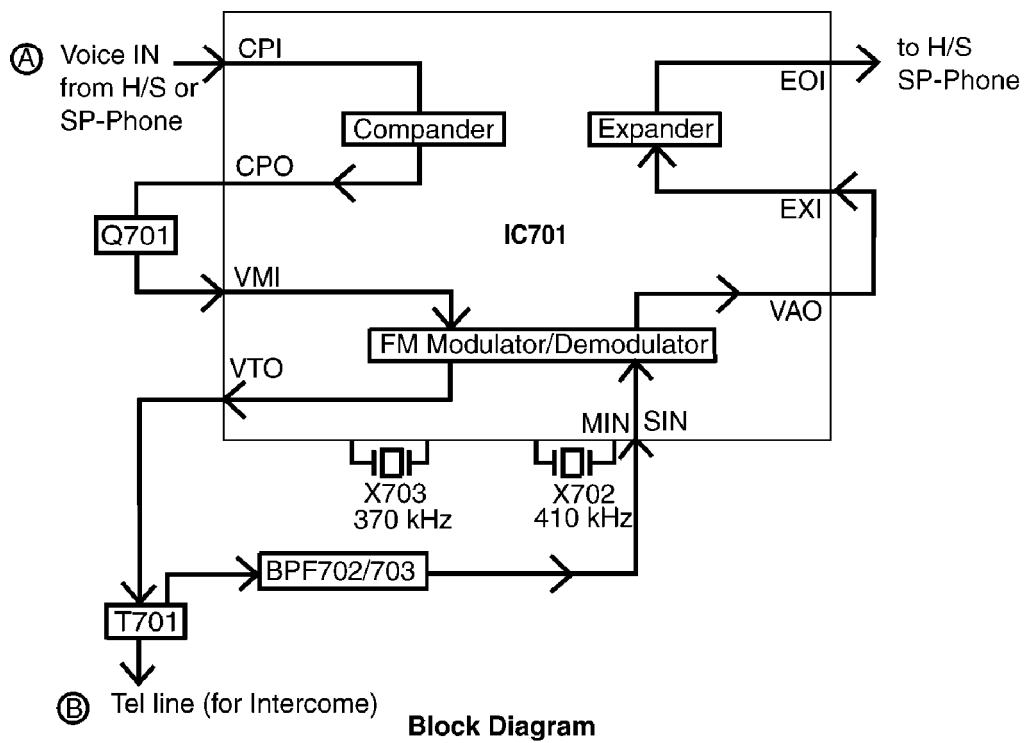 A Voice IN
from H/S or
SP-Phone
CPI
Compander
CPO
Q701
VMI
VTO
IC701
Expander
EOI
to H/S
SP-Phone
EXI
VAO
FM Modulator/Demodulator
MIN SIN
X703
370 kHz
X702
410 kHz
BPF702/703
T701
B Tel line (for Intercome)
Block Diagram